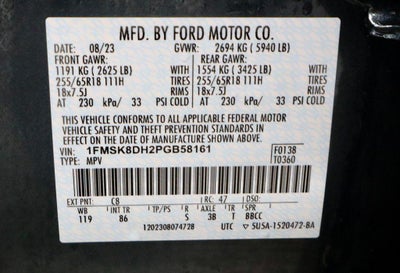 MFD. BY FORD MOTOR CO.
DATE: 08/23 GVWR: 2694 KG ( 5940 LB)
FRONT GAWR: REAR GAWR:
1191 KG ( 2625 LB) WITH 1554 KG ( 3425 LB) WITH
255/65R18 111H TIRES 255/65R18 111H TIRES
18x7.5J RIMS 18x7.5J RIMS
AT 230 kPa/ 33 PSI COLD AT 230 kPa/ 33 PSI COLD
THIS VEHICLE CONFORMS TO ALL APPLICABLE FEDERAL MOTOR
VEHICLE SAFETY AND THEFT PREVENTION STANDARDS IN EFFECT ON
THE DATE OF MANUFACTURE SHOWN ABOVE.
VIN: 1FMSK8DH2PGB58161 F0138
TYPE: MPV T0360
EXT PNT: C8 RC: 47 DSO:
WB INT TR R AXLE TR SPR
119 86 S 3B T BBCC
1202308074728 UTC 5U5A-1520472-BA